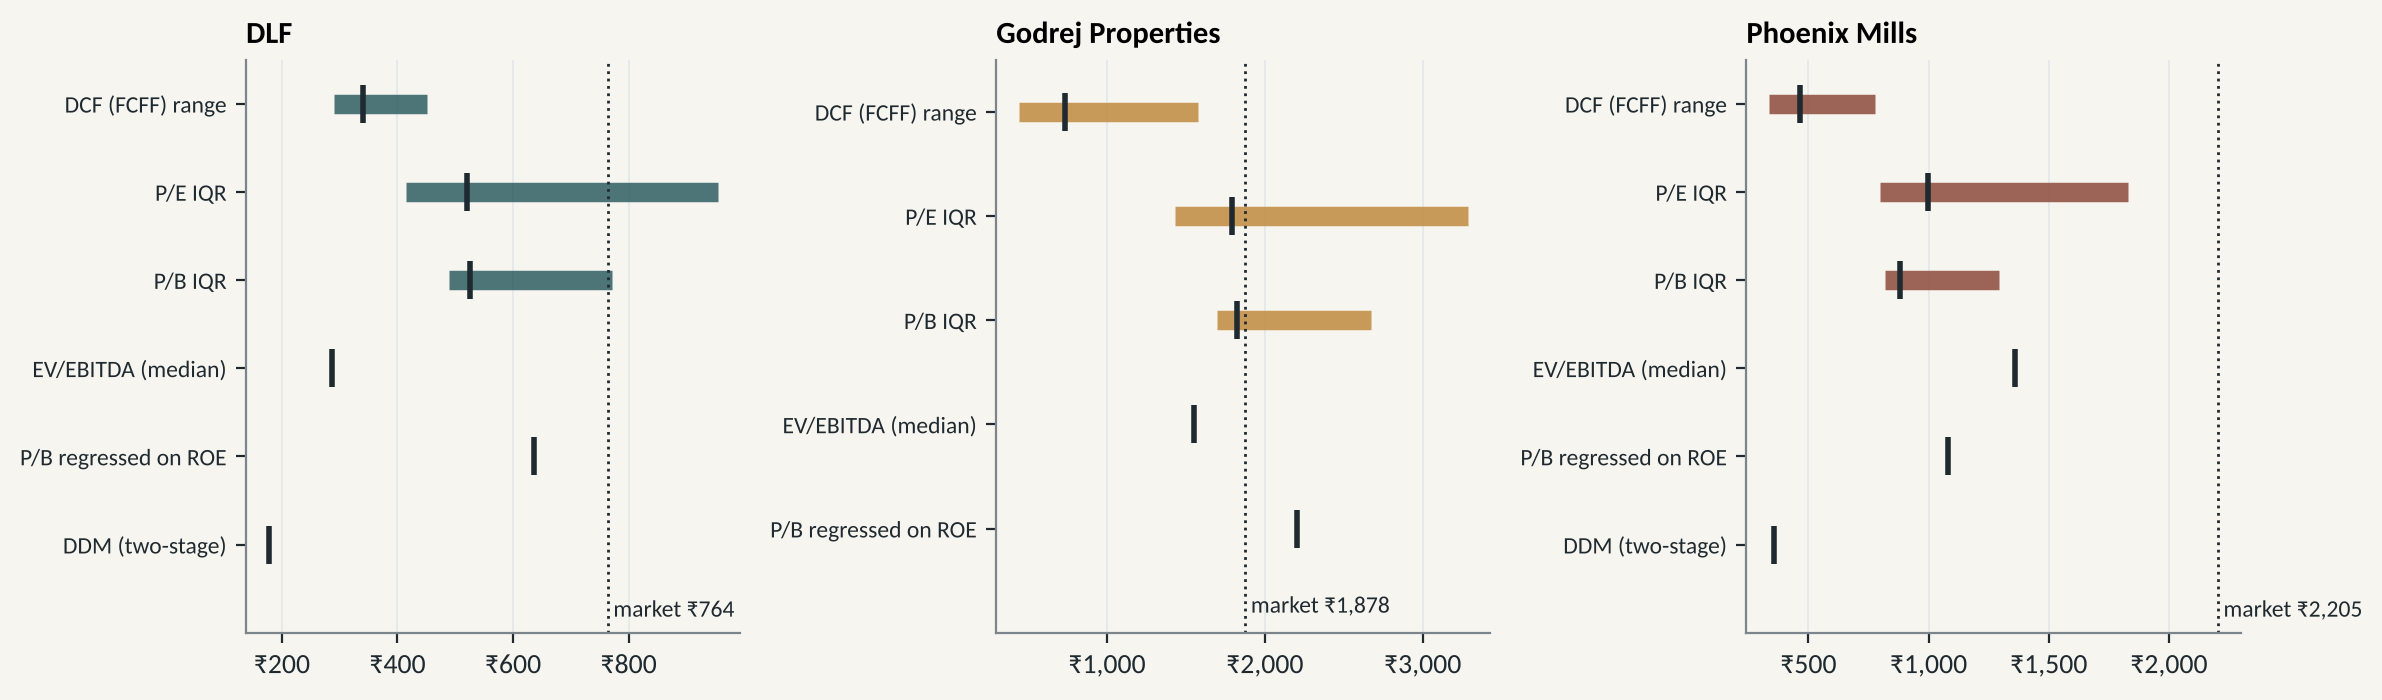 DLF
DCF (FCFF) range
P/E IQR
P/B IQR
EV/EBITDA (median)
P/B regressed on ROE
DDM (two-stage)
market ₹764
₹200 ₹400 ₹600 ₹800
Godrej Properties
DCF (FCFF) range
P/E IQR
P/B IQR
EV/EBITDA (median)
P/B regressed on ROE
market ₹1,878
₹1,000 ₹2,000 ₹3,000
Phoenix Mills
DCF (FCFF) range
P/E IQR
P/B IQR
EV/EBITDA (median)
P/B regressed on ROE
DDM (two-stage)
market ₹2,205
₹500 ₹1,000 ₹1,500 ₹2,000